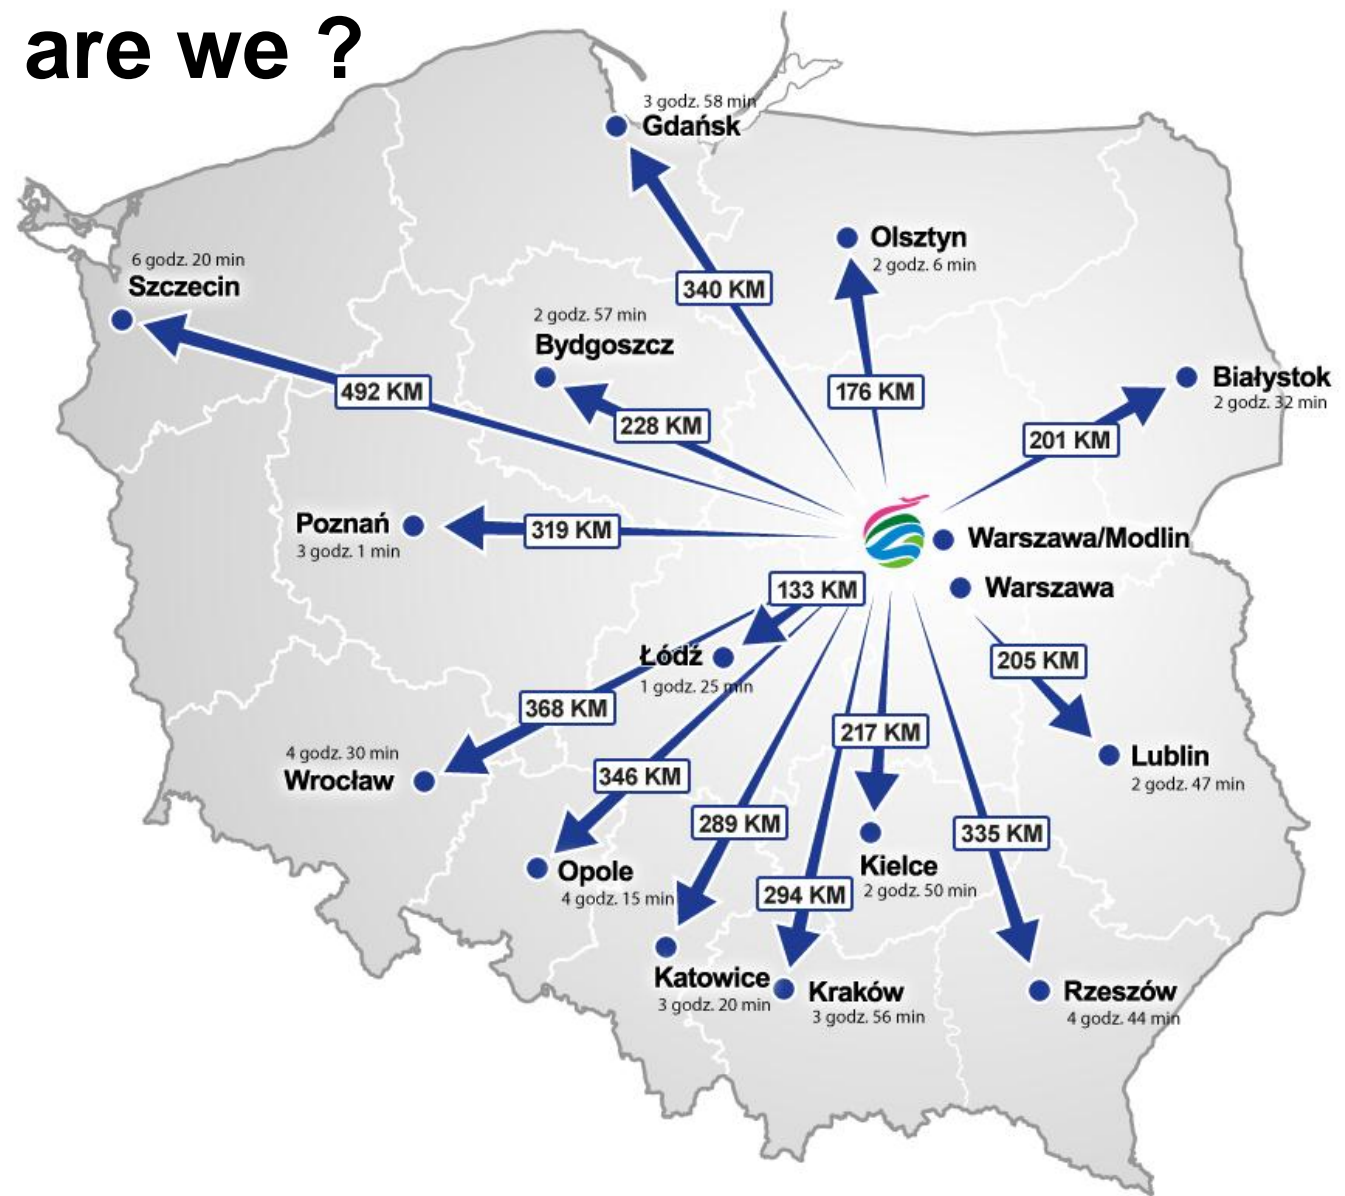 are we ?
3 godz. 58 min
Gdańsk
Olsztyn
2 godz. 6 min
6 godz. 20 min
Szczecin
340 KM
2 godz. 57 min
Bydgoszcz
492 KM
228 KM
176 KM
Białystok
2 godz. 32 min
201 KM
Poznań
3 godz. 1 min
319 KM
Warszawa/Modlin
Warszawa
133 KM
Łódź
1 godz. 25 min
205 KM
368 KM
217 KM
4 godz. 30 min
Wrocław
346 KM
Lublin
2 godz. 47 min
289 KM
335 KM
Opole
4 godz. 15 min
294 KM
Kielce
2 godz. 50 min
Katowice
3 godz. 20 min
Kraków
3 godz. 56 min
Rzeszów
4 godz. 44 min